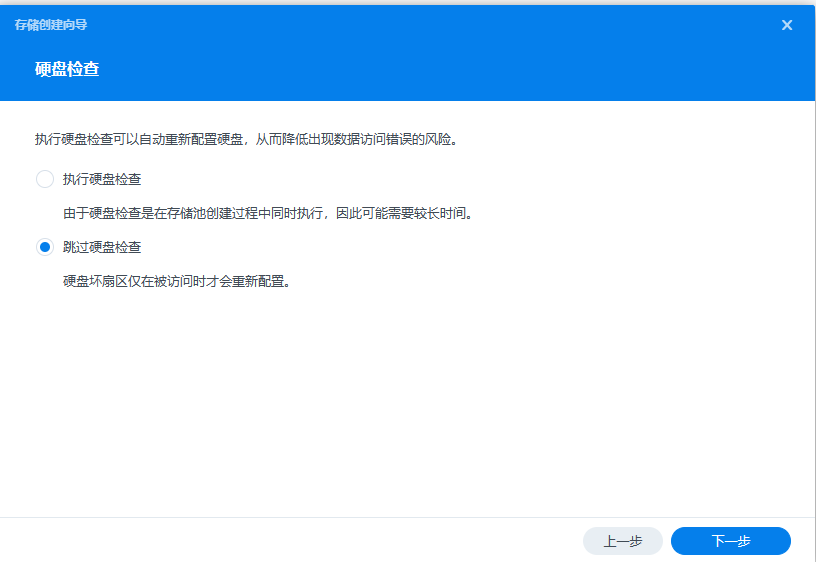 存储创建向导
硬盘检查
执行硬盘检查可以自动重新配置硬盘，从而降低出现数据访问错误的风险。
执行硬盘检查
由于硬盘检查是在存储池创建过程中同时执行，因此可能需要较长时间。
跳过硬盘检查
硬盘坏扇区仅在被访问时才会重新配置。
上一步
下一步